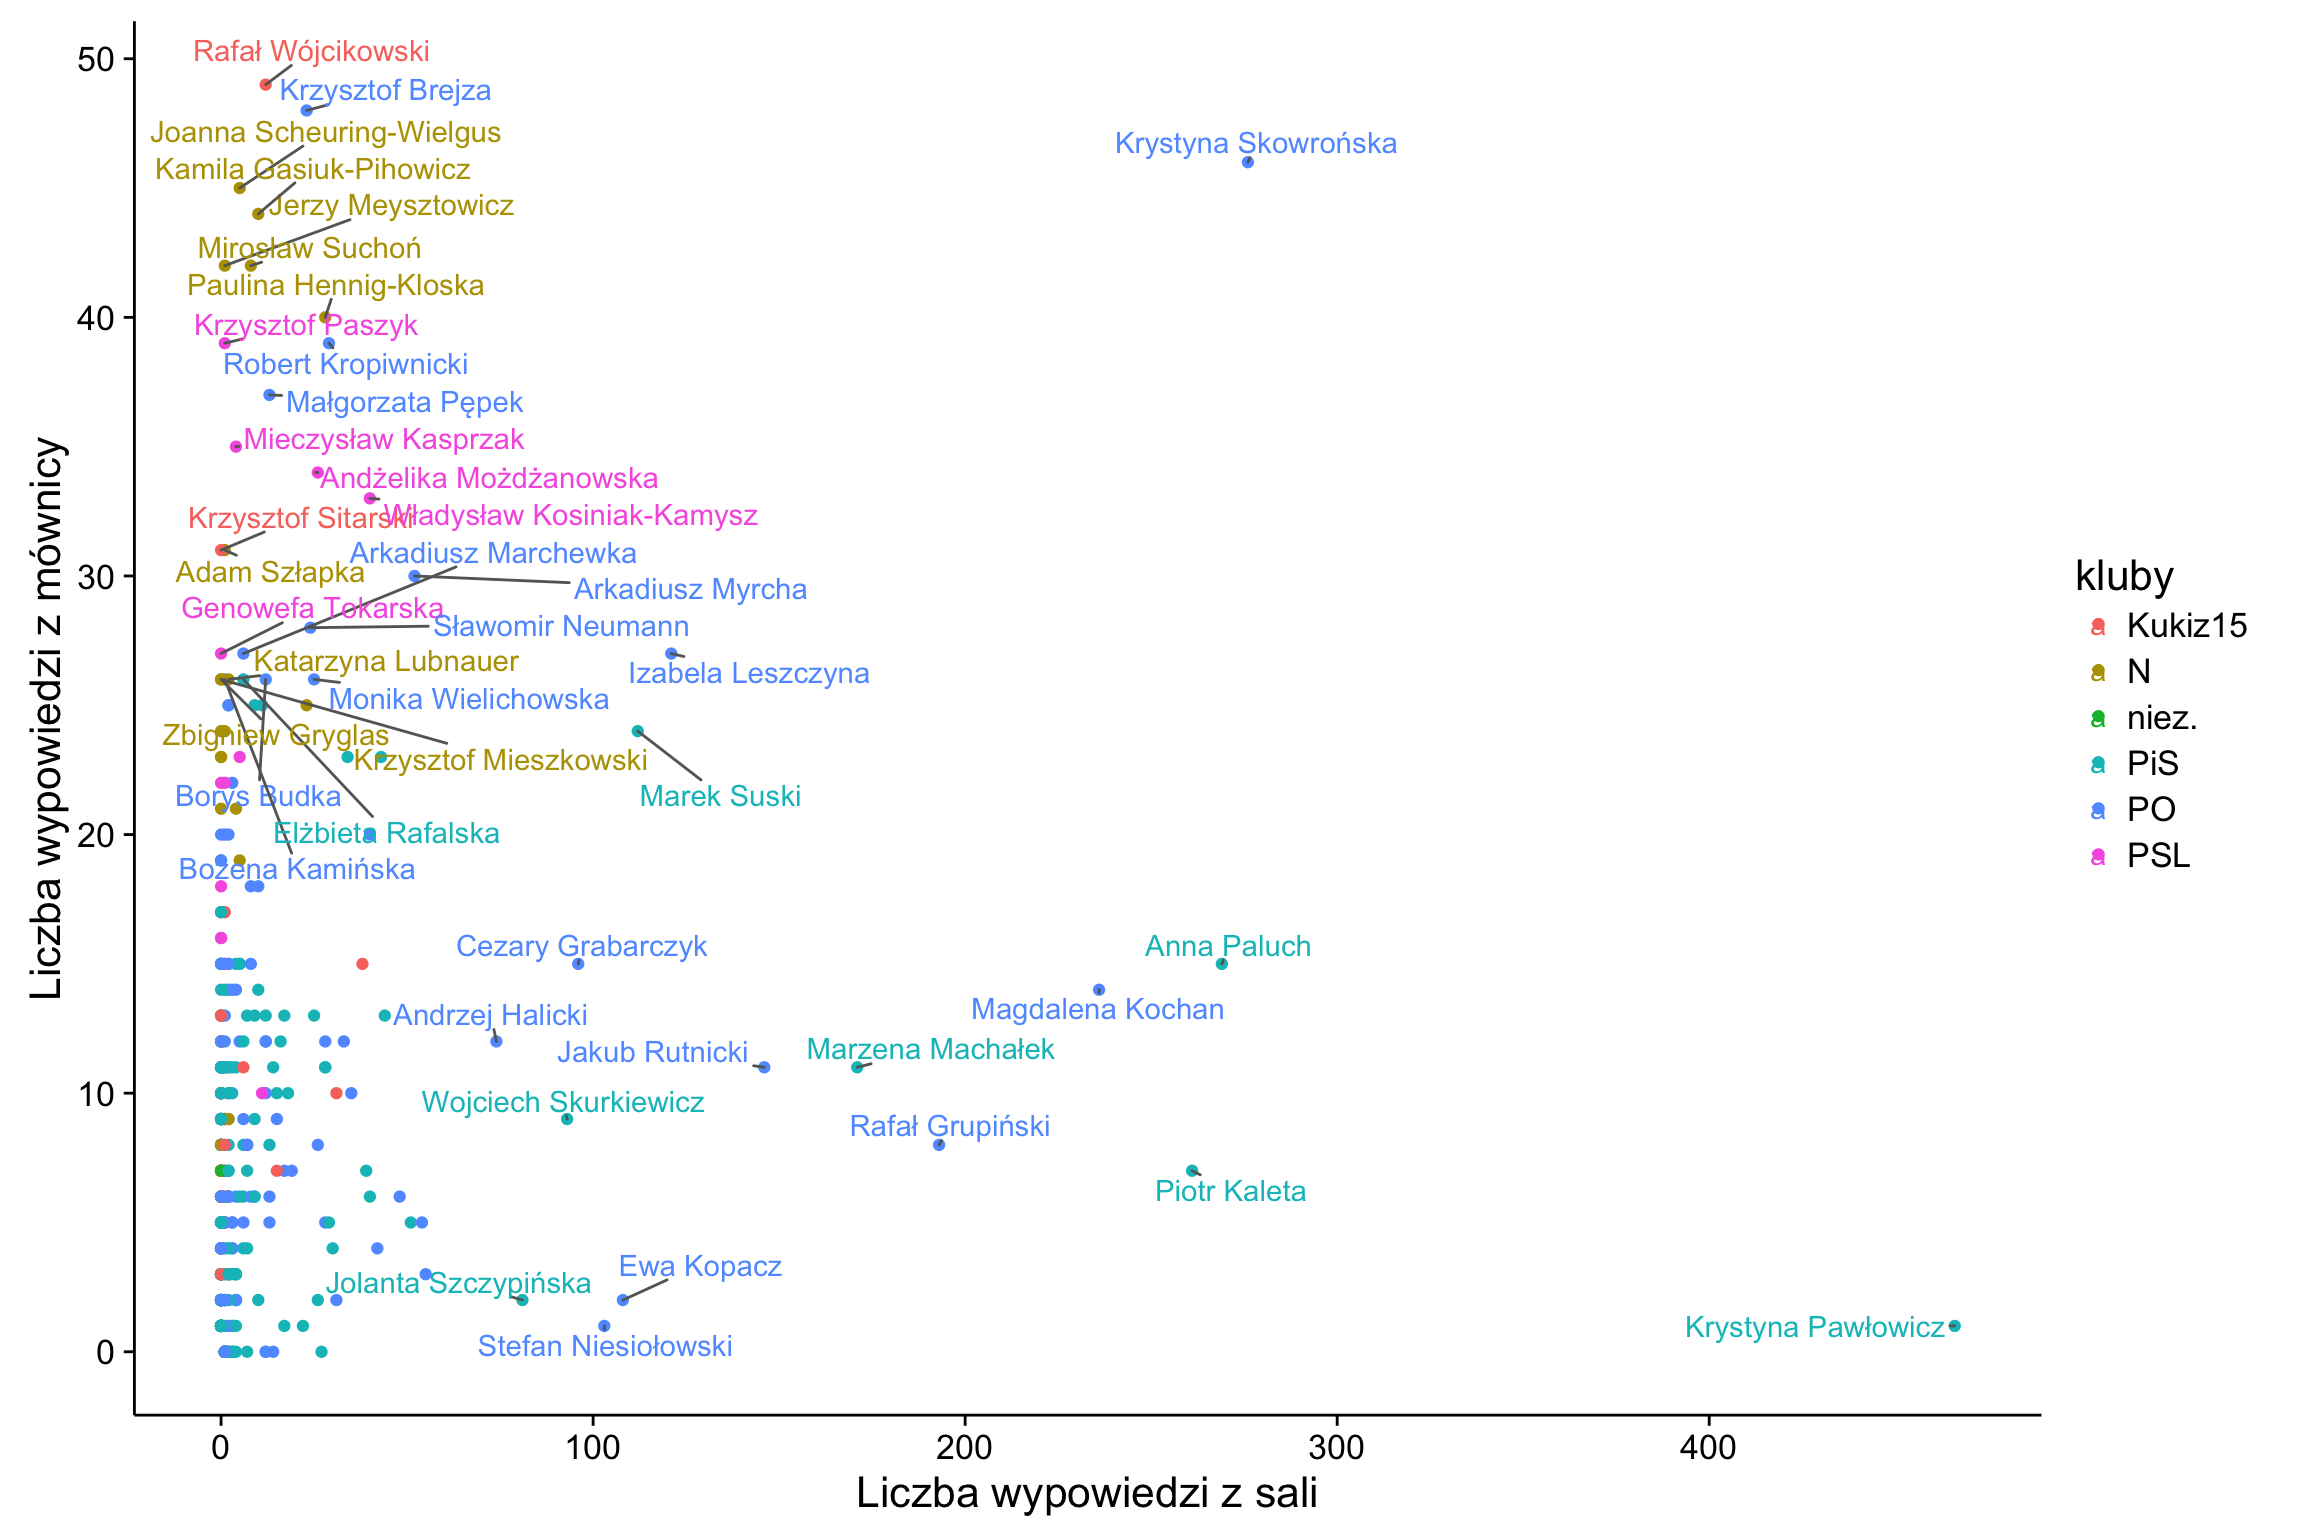 50
40
30
20
10
0
Liczba wypowiedzi z mównicy
Rafał Wójcikowski
Krzysztof Brejza
Joanna Scheuring-Wielgus
Krystyna Skowrońska
Kamila Gasiuk-Pihowicz
Jerzy Meysztowicz
Mirosław Suchoń
Paulina Hennig-Kloska
Krzysztof Paszyk
Robert Kropiwnicki
Małgorzata Pępek
Mieczysław Kasprzak
Andżelika Możdżanowska
Władysław Kosiniak-Kamysz
Krzysztof Sitarski
Arkadiusz Marchewka
Adam Szłapka
Arkadiusz Myrcha
Genowefa Tokarska
Sławomir Neumann
Katarzyna Lubnauer
Izabela Leszczyna
Monika Wielichowska
Zbigniew Gryglas
Krzysztof Mieszkowski
Borys Budka
Marek Suski
Elżbieta Rafalska
Bożena Kamińska
Cezary Grabarczyk
Anna Paluch
Magdalena Kochan
Andrzej Halicki
Jakub Rutnicki
Marzena Machałek
Wojciech Skurkiewicz
Rafał Grupiński
Piotr Kaleta
Ewa Kopacz
Jolanta Szczypińska
Krystyna Pawłowicz
Stefan Niesiołowski
0 100 200 300 400
Liczba wypowiedzi z sali
kluby
a Kukiz15
a N
a niez.
a PiS
a PO
a PSL